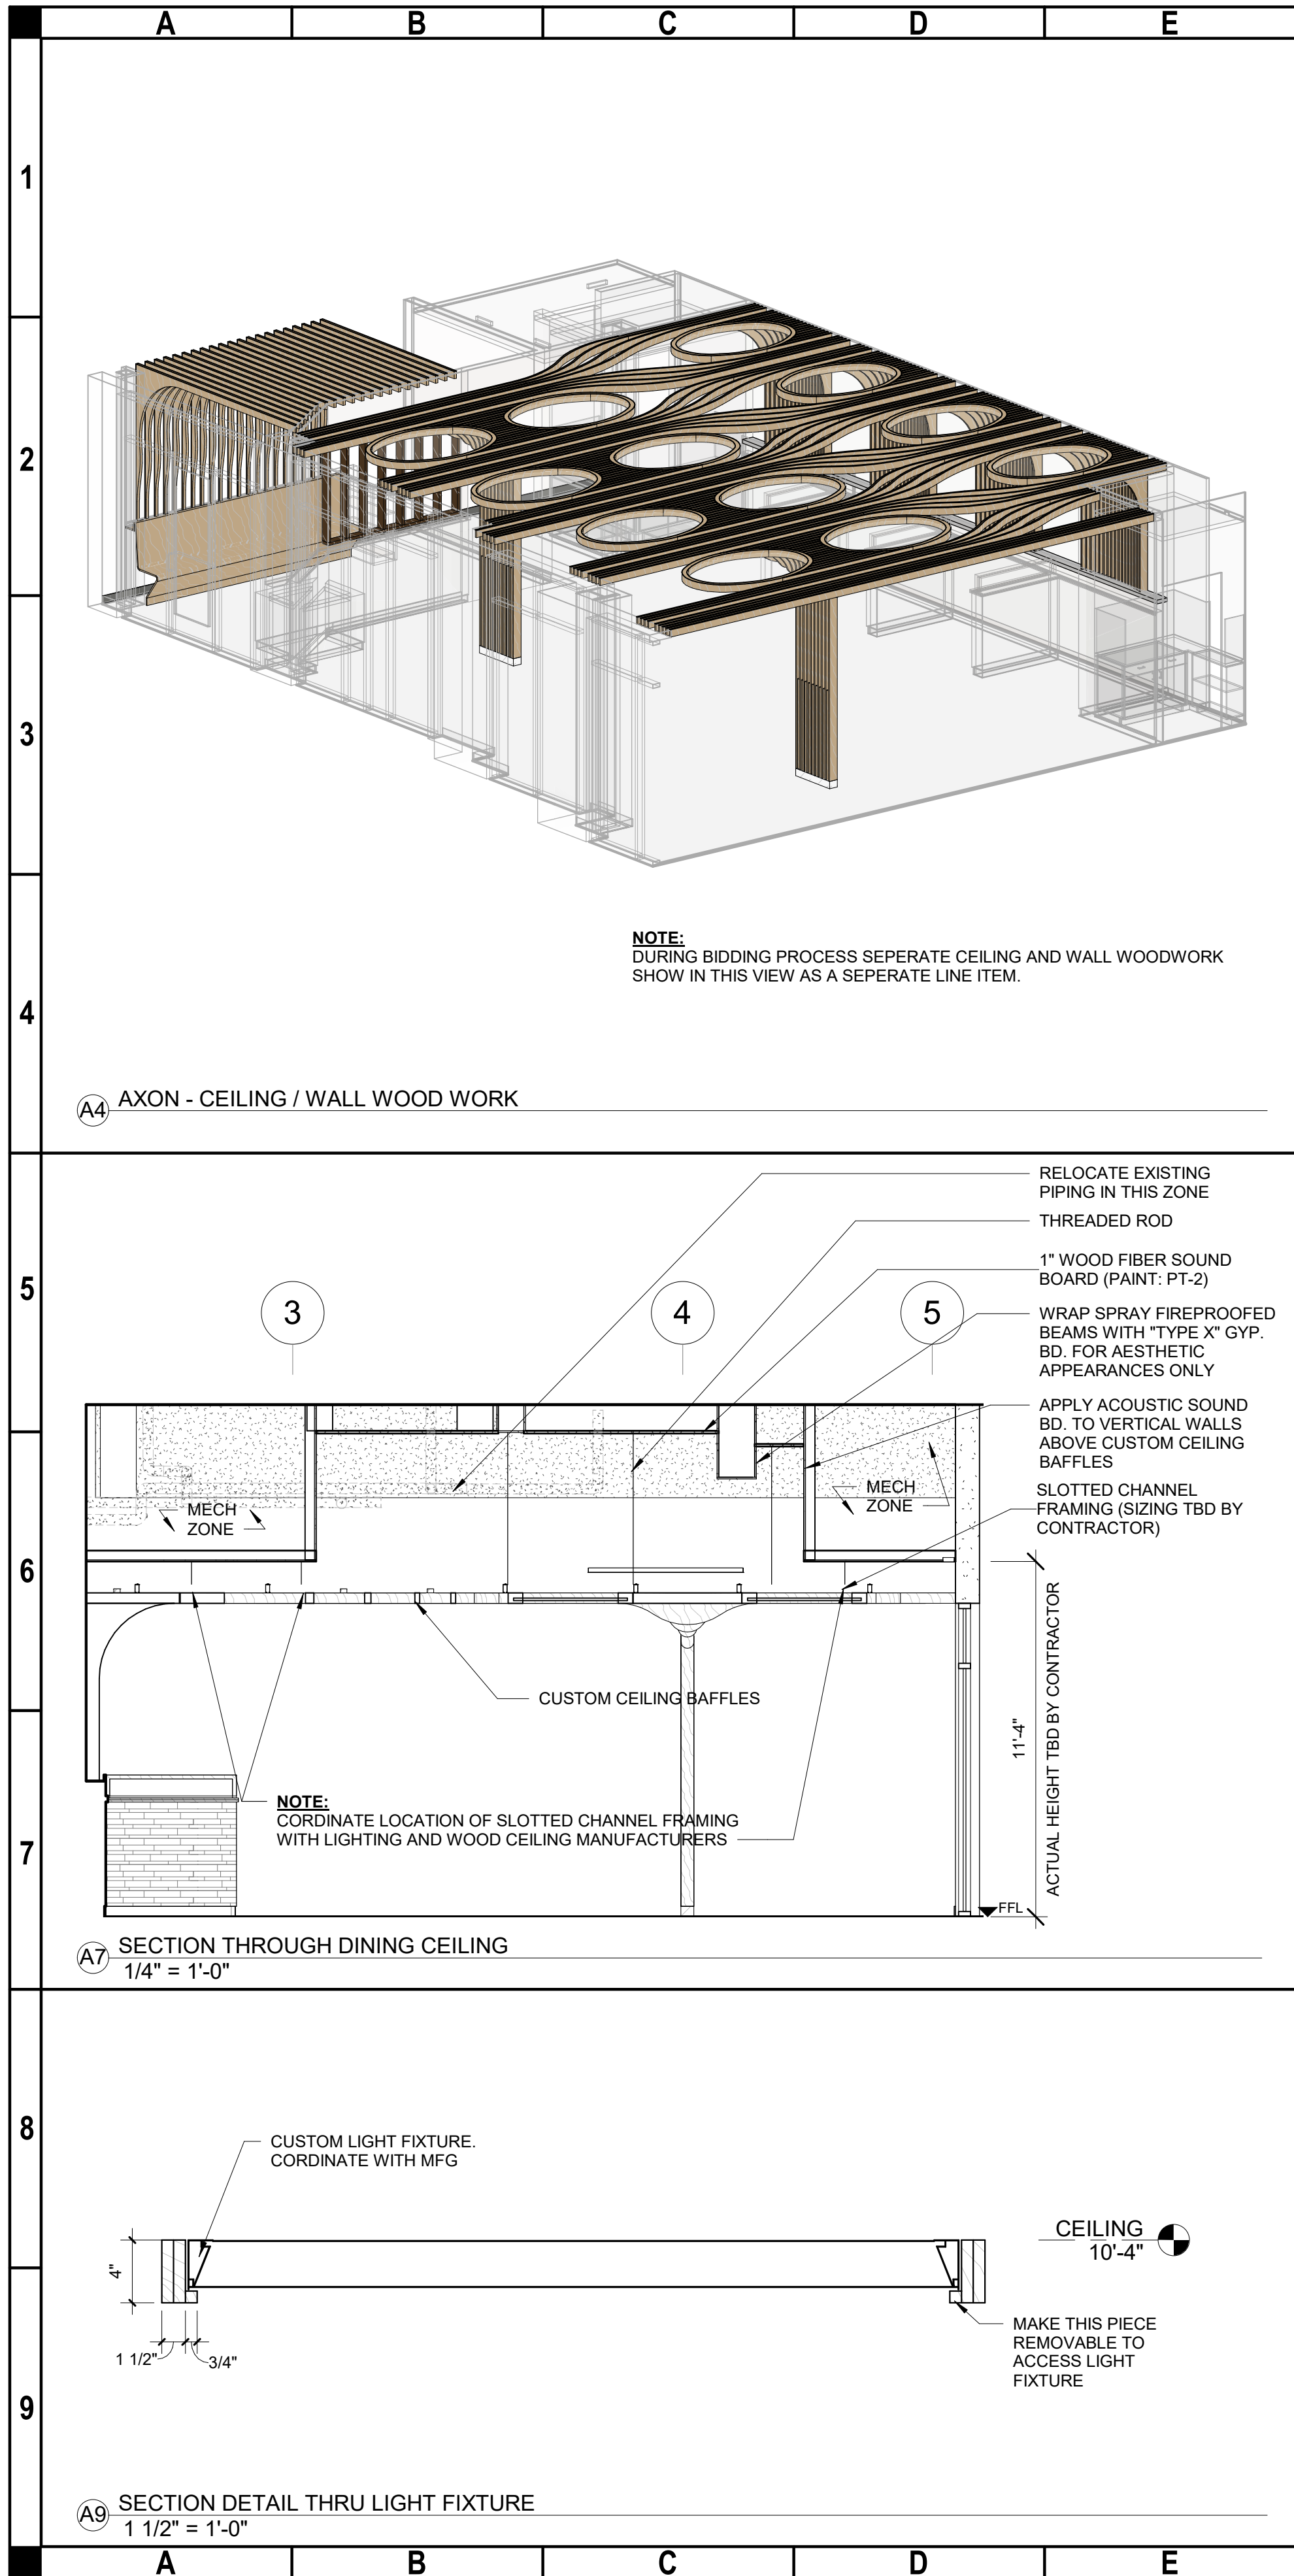 A B C D E
1
2
3
NOTE:
DURING BIDDING PROCESS SEPERATE CEILING AND WALL WOODWORK
SHOW IN THIS VIEW AS A SEPERATE LINE ITEM.
4
A4 AXON - CEILING / WALL WOOD WORK
RELOCATE EXISTING
PIPING IN THIS ZONE
THREADED ROD
1" WOOD FIBER SOUND
BOARD (PAINT: PT-2)
5
3 4 5
WRAP SPRAY FIREPROOFED
BEAMS WITH "TYPE X" GYP.
BD. FOR AESTHETIC
APPEARANCES ONLY
APPLY ACOUSTIC SOUND
BD. TO VERTICAL WALLS
ABOVE CUSTOM CEILING
BAFFLES
MECH
ZONE
MECH
ZONE
SLOTTED CHANNEL
FRAMING (SIZING TBD BY
CONTRACTOR)
6
CUSTOM CEILING BAFFLES
11'-4"
ACTUAL HEIGHT TBD BY CONTRACTOR
NOTE:
CORDINATE LOCATION OF SLOTTED CHANNEL FRAMING
WITH LIGHTING AND WOOD CEILING MANUFACTURERS
7
FFL
A7 SECTION THROUGH DINING CEILING
1/4" = 1'-0"
8
CUSTOM LIGHT FIXTURE.
CORDINATE WITH MFG
CEILING
10'-4"
4"
1 1/2"
3/4"
MAKE THIS PIECE
REMOVABLE TO
ACCESS LIGHT
FIXTURE
9
A9 SECTION DETAIL THRU LIGHT FIXTURE
1 1/2" = 1'-0"
A B C D E